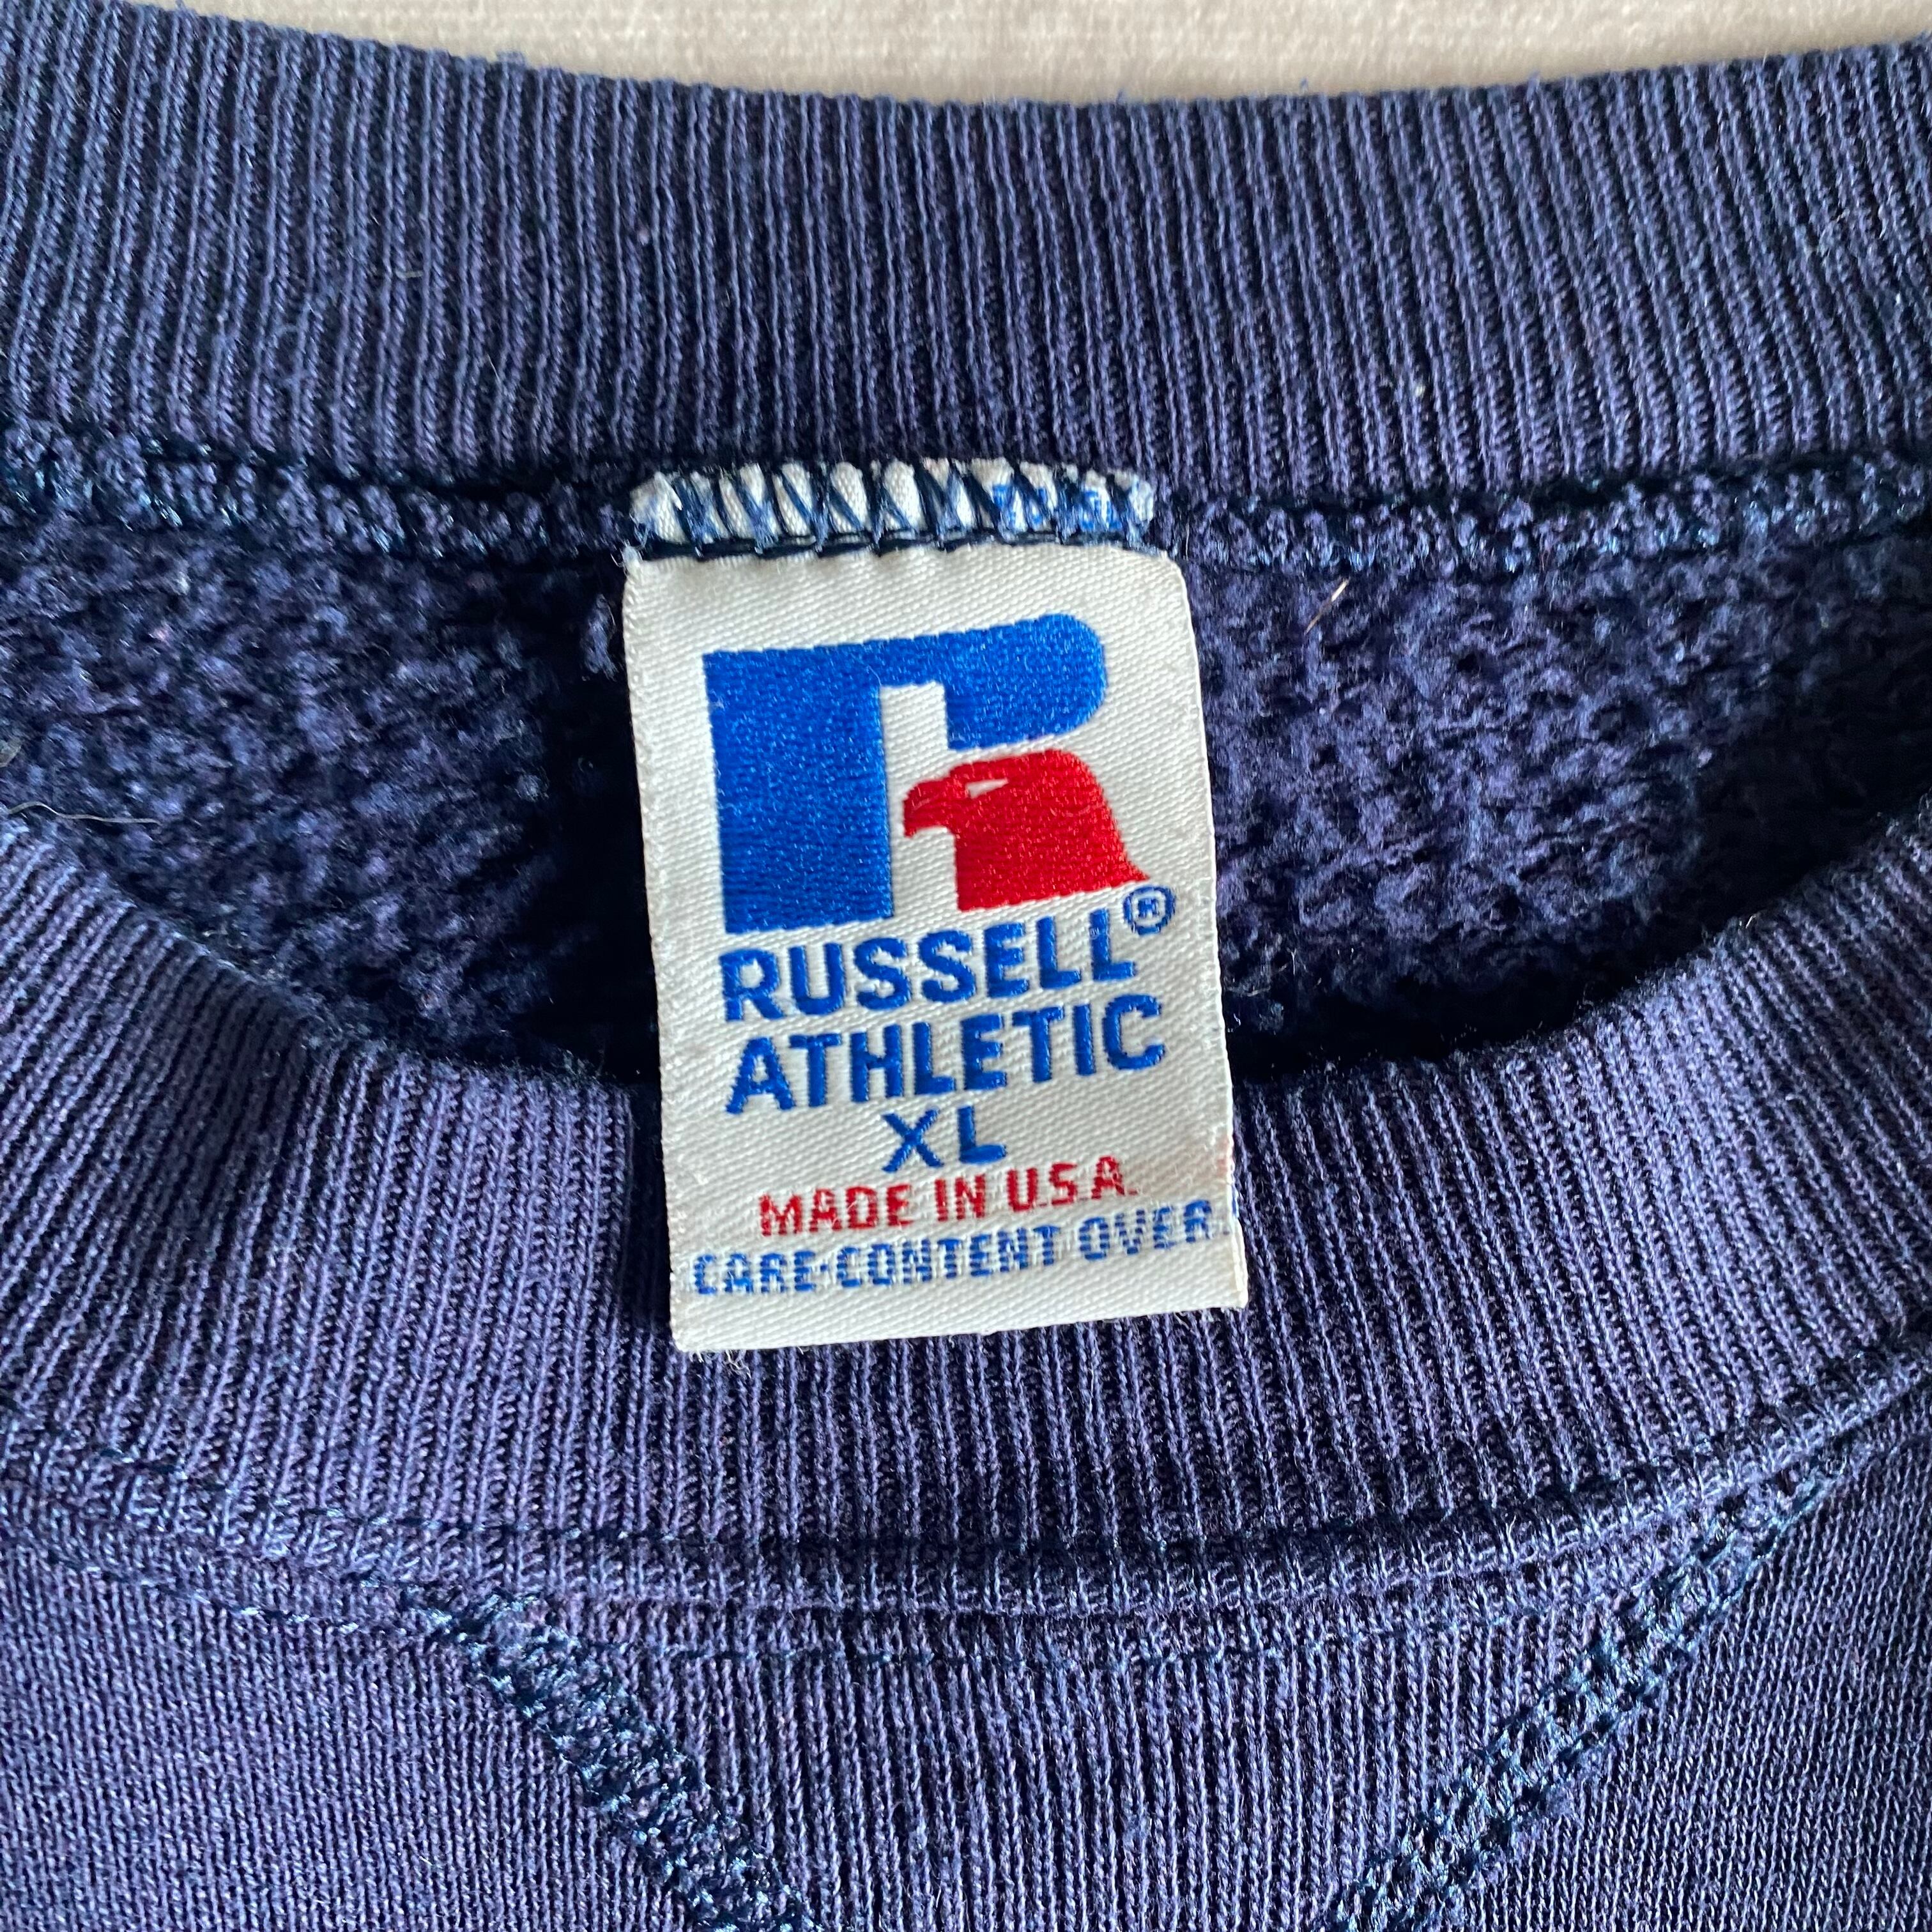 RUSSELL®
ATHLETIC
XL
MADE IN U.S.A.
CARE·CONTENT OVER